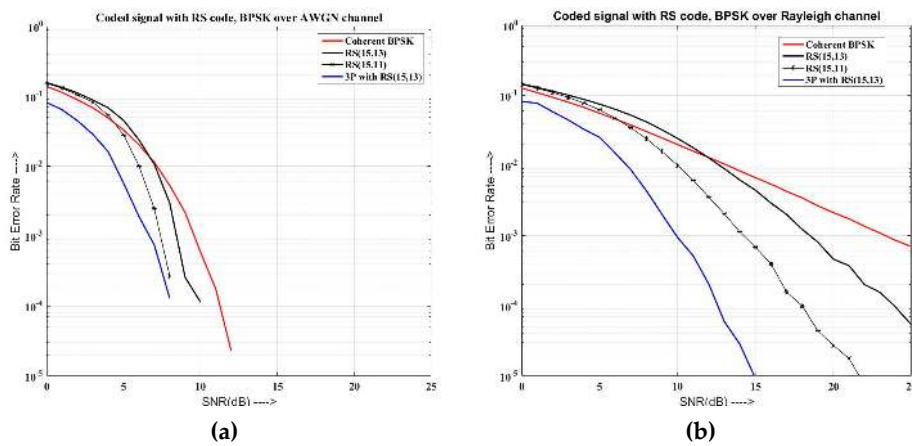 Coded signal with RS code, BPSK over AWGN channel
Coherent BPSK
RS(15,13)
RS(15,11)
3P with RS(15,13)
Bit Error Rate ---->
10^0
10^-1
10^-2
10^-3
10^-4
10^-5
0 5 10 15 20 25
SNR(dB) ---->
(a)
Coded signal with RS code, BPSK over Rayleigh channel
Coherent BPSK
RS(15,13)
RS(15,11)
3P with RS(15,13)
Bit Error Rate ---->
10^0
10^-1
10^-2
10^-3
10^-4
10^-5
0 5 10 15 20 25
SNR(dB) ---->
(b)